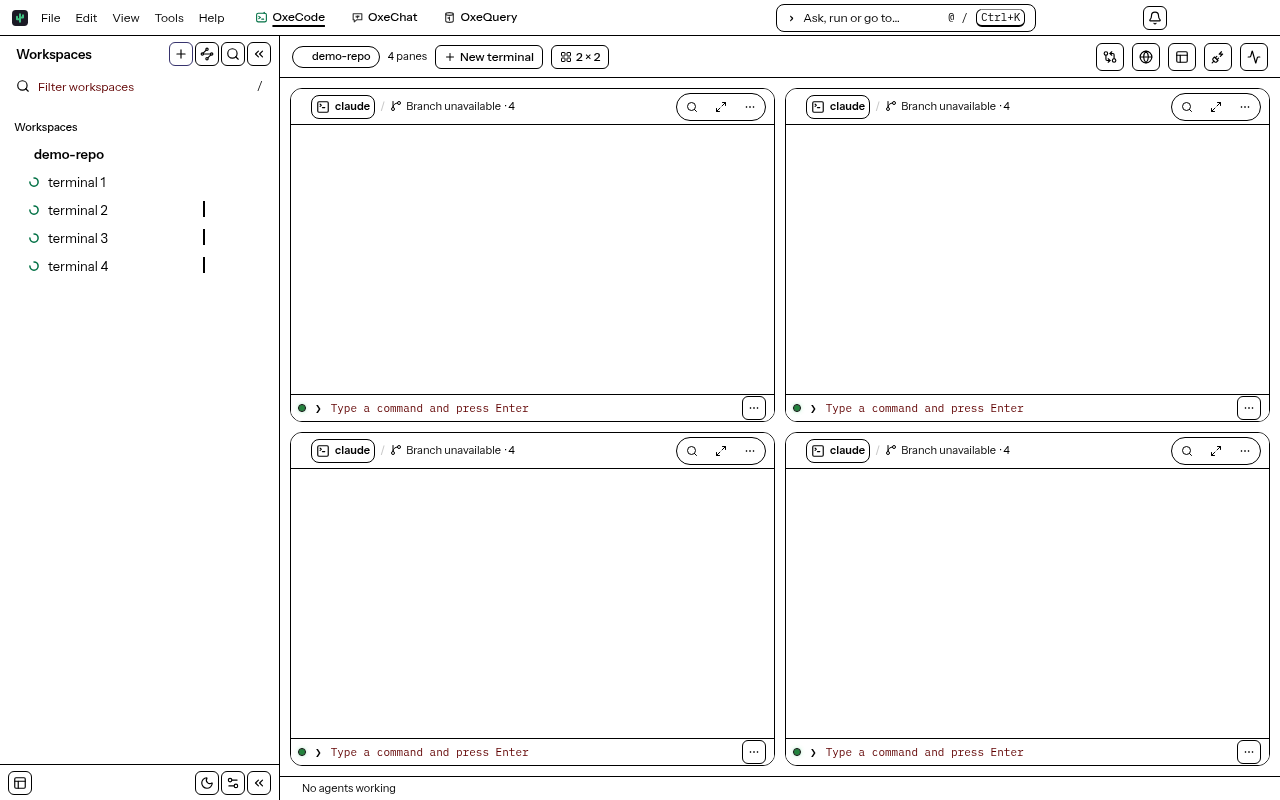 File Edit View Tools Help OxeCode OxeChat OxeQuery › Ask, run or go to... @ / Ctrl+K
Workspaces
demo-repo 4 panes + New terminal 2 × 2
Filter workspaces /
Workspaces
demo-repo
terminal 1
terminal 2
terminal 3
terminal 4
claude / Branch unavailable · 4
❯ Type a command and press Enter
claude / Branch unavailable · 4
❯ Type a command and press Enter
claude / Branch unavailable · 4
❯ Type a command and press Enter
claude / Branch unavailable · 4
❯ Type a command and press Enter
No agents working